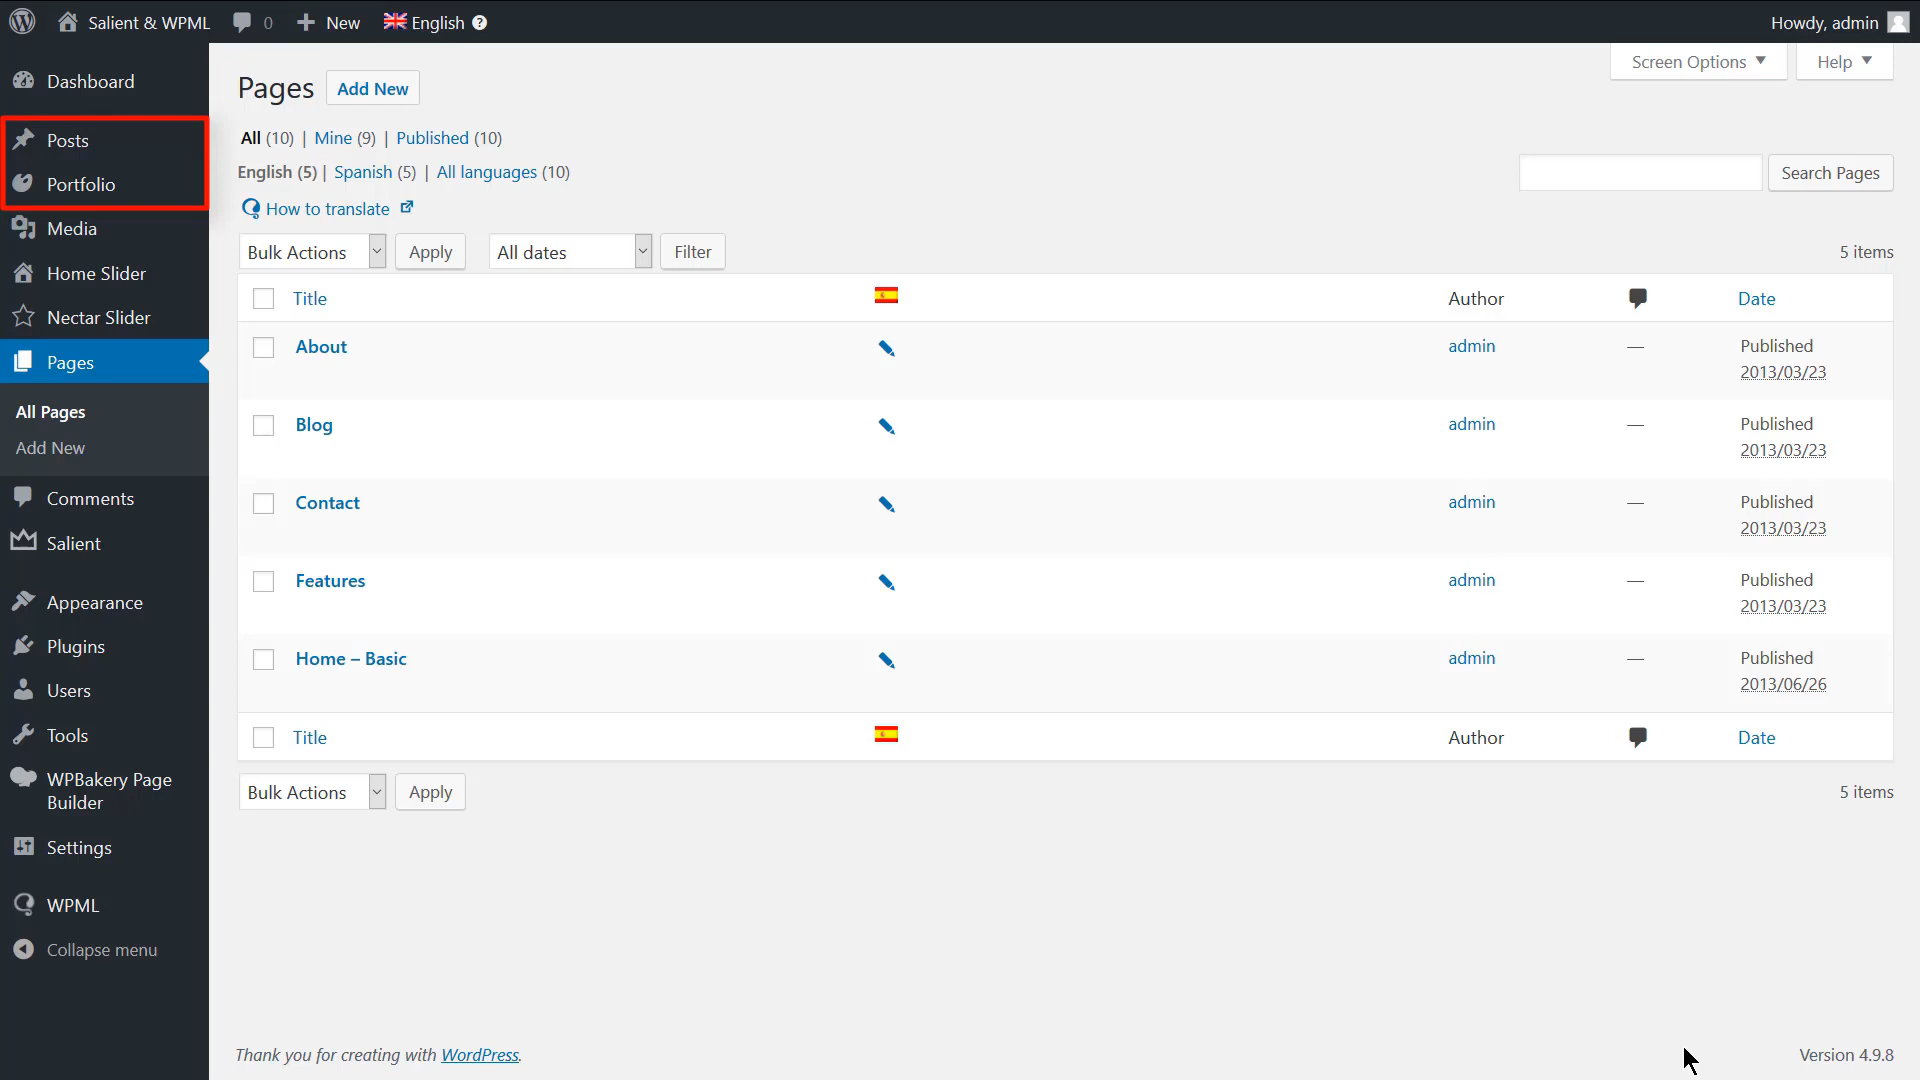 Salient & WPML 0 New English Howdy, admin
Dashboard
Posts
Portfolio
Media
Home Slider
Nectar Slider
Pages
All Pages
Add New
Comments
Salient
Appearance
Plugins
Users
Tools
WPBakery Page
Builder
Settings
WPML
Collapse menu
Screen Options Help
Pages Add New
All (10) | Mine (9) | Published (10)
English (5) | Spanish (5) | All languages (10)
Search Pages
How to translate
Bulk Actions Apply All dates Filter 5 items
Title Author Date
About admin — Published
2013/03/23
Blog admin — Published
2013/03/23
Contact admin — Published
2013/03/23
Features admin — Published
2013/03/23
Home – Basic admin — Published
2013/06/26
Title Author Date
Bulk Actions Apply 5 items
Thank you for creating with WordPress. Version 4.9.8